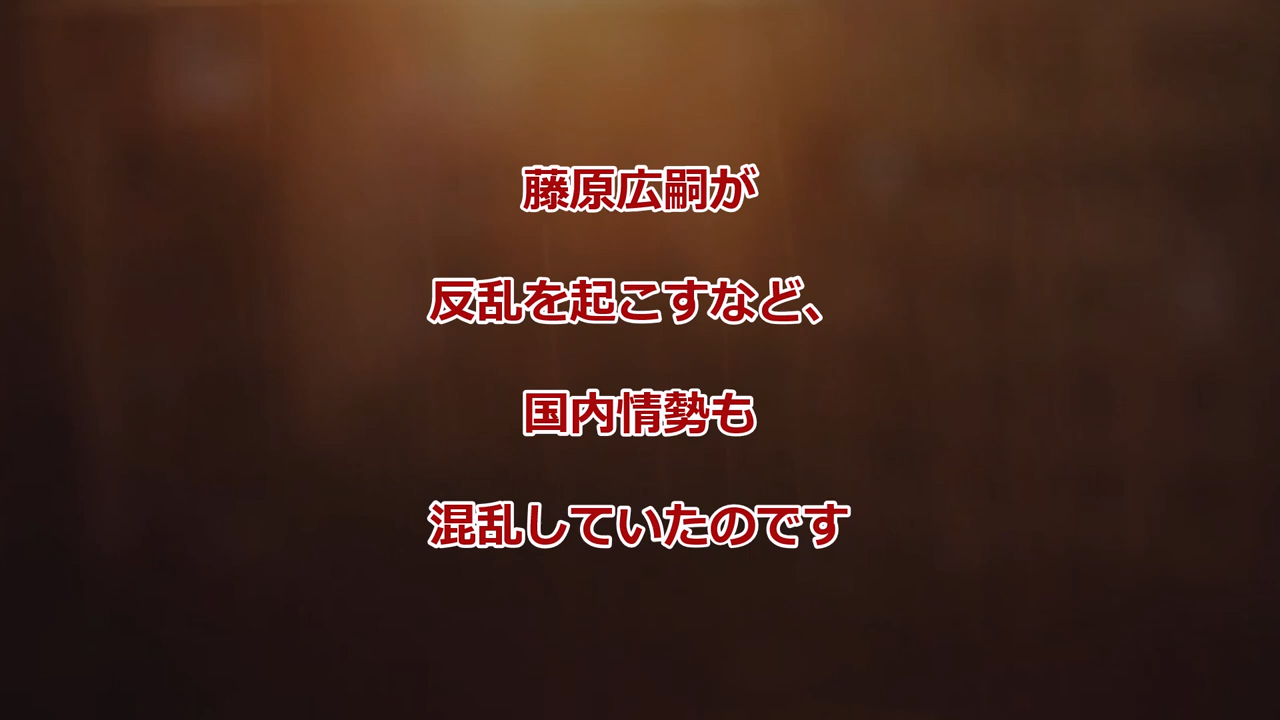 藤原広嗣が
反乱を起こすなど、
国内情勢も
混乱していたのです